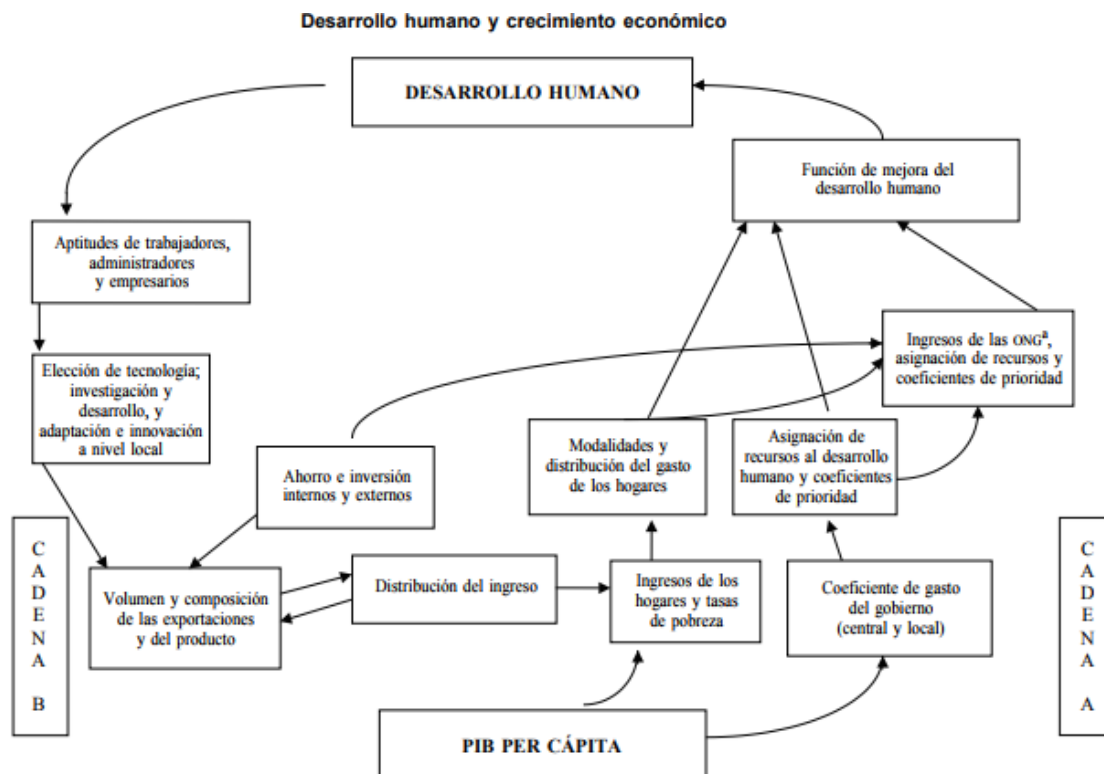 Desarrollo humano y crecimiento económico
DESARROLLO HUMANO
Función de mejora del
desarrollo humano
Aptitudes de trabajadores,
administradores
y empresarios
Ingresos de las ONGª,
asignación de recursos y
coeficientes de prioridad
Elección de tecnología;
investigación y
desarrollo, y
adaptación e innovación
a nivel local
Modalidades y
distribución del gasto
de los hogares
Asignación de
recursos al desarrollo
humano y coeficientes
de prioridad
Ahorro e inversión
internos y externos
CADENA B
CADENA A
Volumen y composición
de las exportaciones
y del producto
Distribución del ingreso
Ingresos de los
hogares y tasas
de pobreza
Coeficiente de gasto
del gobierno
(central y local)
PIB PER CÁPITA